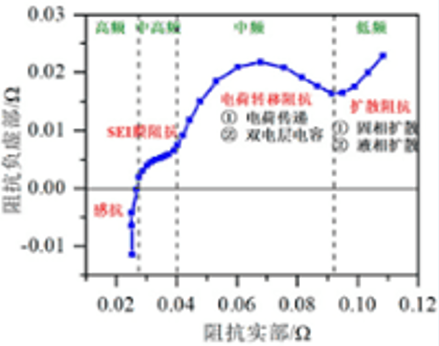 0.03
0.02
0.01
0.00
-0.01
阻抗负虚部/Ω
高频
中高频
中频
低频
SEI膜阻抗
电荷转移阻抗
① 电荷传递
② 双电层电容
扩散阻抗
① 固相扩散
② 液相扩散
感抗
0.02 0.04 0.06 0.08 0.10 0.12
阻抗实部/Ω